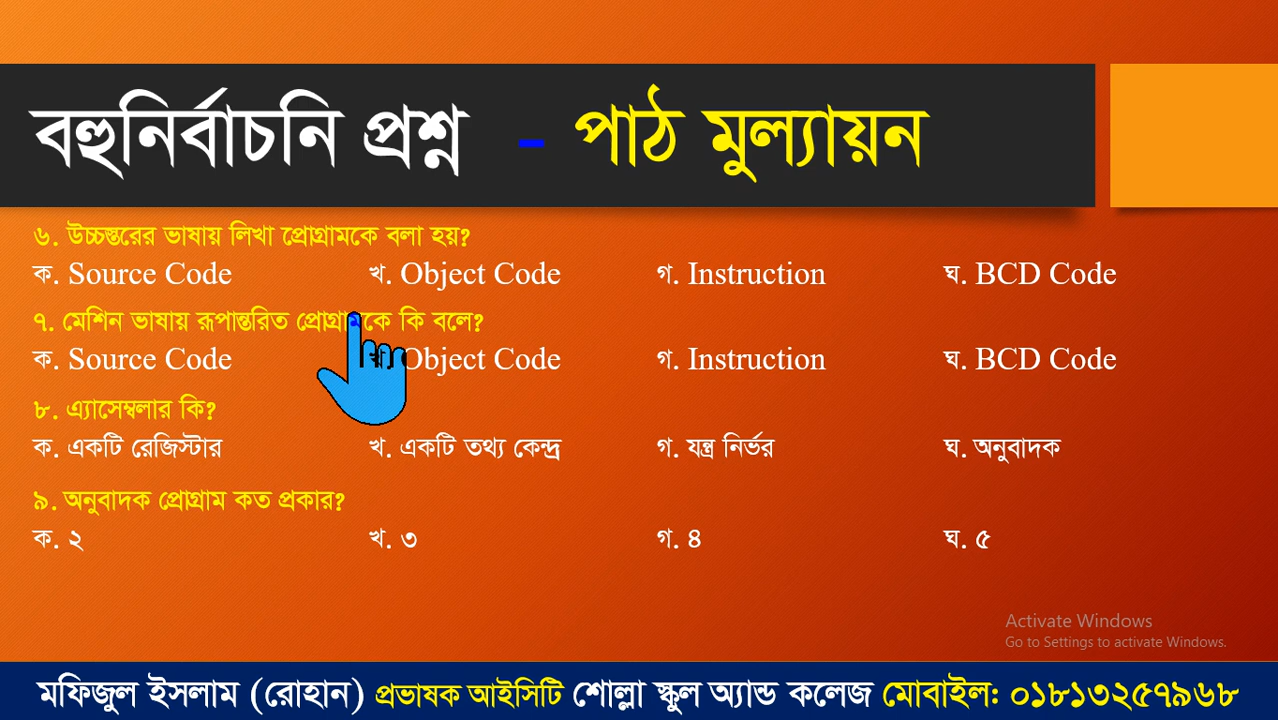 বহুনির্বাচনি প্রশ্ন - পাঠ মুল্যায়ন
৬. উচ্চস্তরের ভাষায় লিখা প্রোগ্রামকে বলা হয়?
ক. Source Code খ. Object Code গ. Instruction ঘ. BCD Code
৭. মেশিন ভাষায় রূপান্তরিত প্রোগ্রামকে কি বলে?
ক. Source Code খ. Object Code গ. Instruction ঘ. BCD Code
৮. এ্যাসেম্বলার কি?
ক. একটি রেজিস্টার খ. একটি তথ্য কেন্দ্র গ. যন্ত্র নির্ভর ঘ. অনুবাদক
৯. অনুবাদক প্রোগ্রাম কত প্রকার?
ক. ২ খ. ৩ গ. ৪ ঘ. ৫
Activate Windows
Go to Settings to activate Windows.
মফিজুল ইসলাম (রোহান) প্রভাষক আইসিটি শোল্লা স্কুল অ্যান্ড কলেজ মোবাইল: ০১৮১৩২৫৭৯৬৮